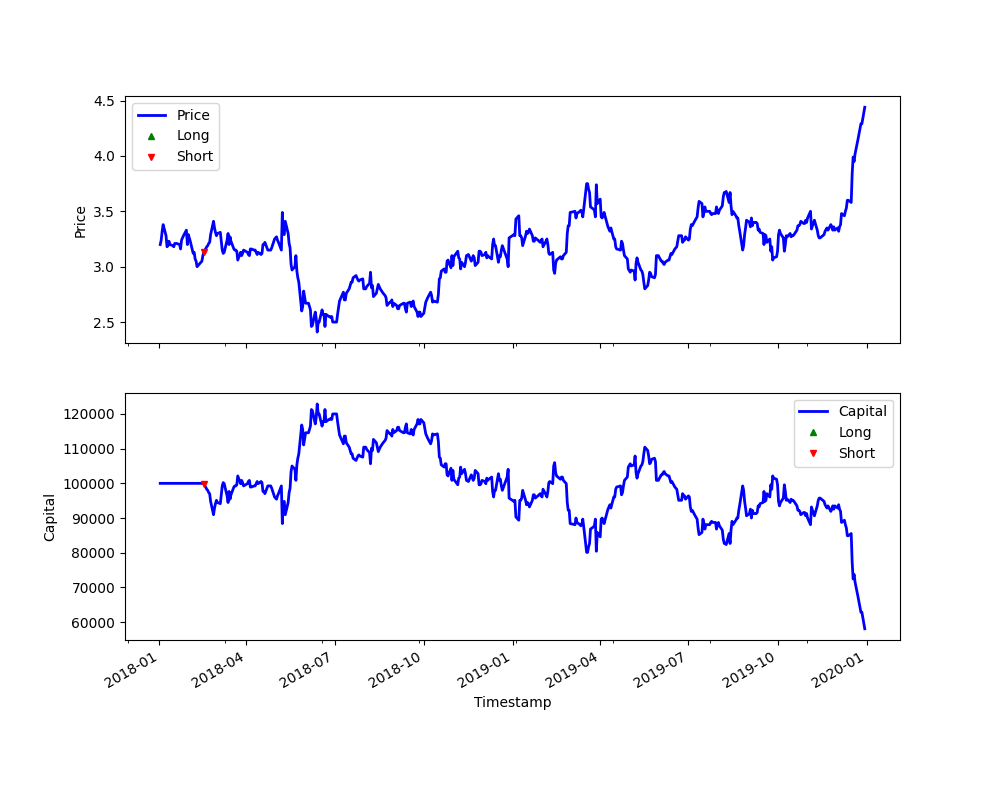 4.5
4.0
3.5
3.0
2.5
Price
Price
Long
Short
120000
110000
100000
90000
80000
70000
60000
Capital
Capital
Long
Short
2018-01
2018-04
2018-07
2018-10
2019-01
2019-04
2019-07
2019-10
2020-01
Timestamp